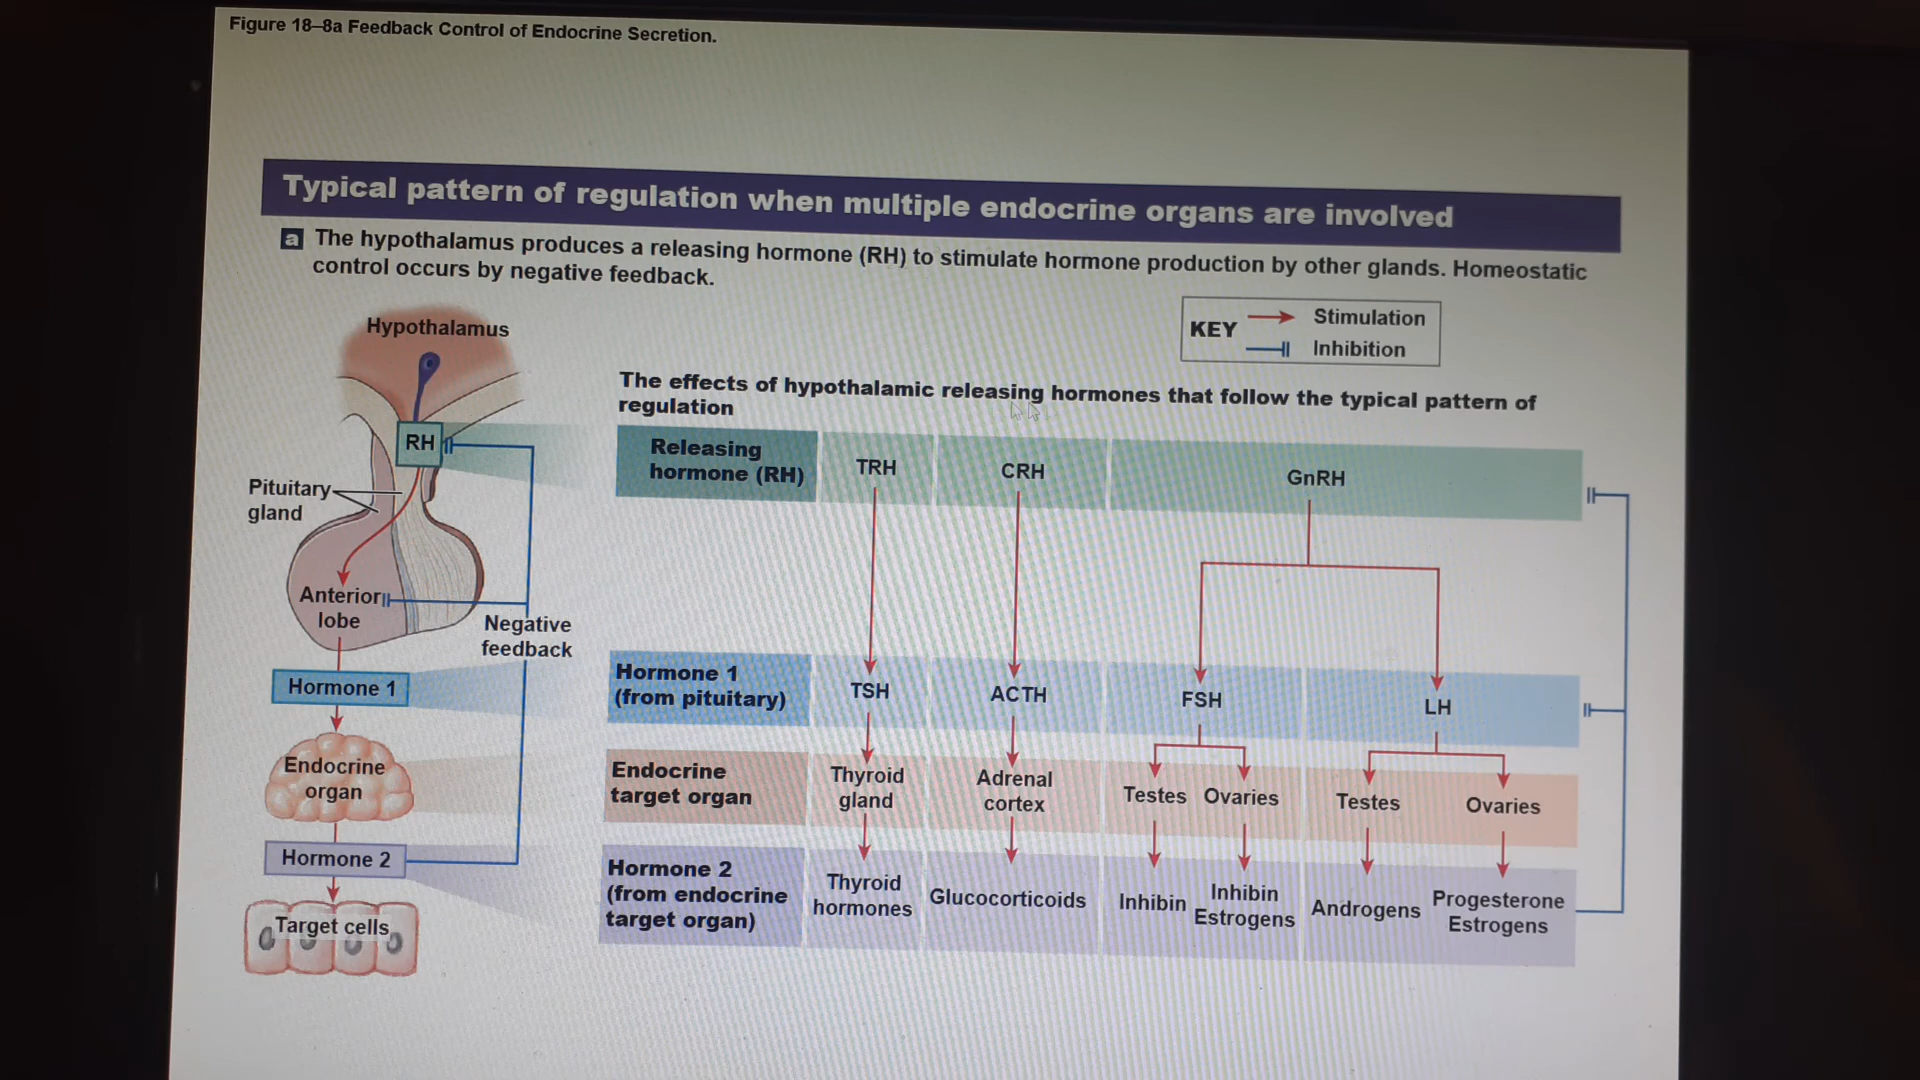 Figure 18–8a Feedback Control of Endocrine Secretion.
Typical pattern of regulation when multiple endocrine organs are involved
a The hypothalamus produces a releasing hormone (RH) to stimulate hormone production by other glands. Homeostatic
control occurs by negative feedback.
KEY
Stimulation
Inhibition
Hypothalamus
RH
Pituitary
gland
Anterior
lobe
Negative
feedback
Hormone 1
Endocrine
organ
Hormone 2
Target cells
The effects of hypothalamic releasing hormones that follow the typical pattern of
regulation
Releasing
hormone (RH)
TRH
CRH
GnRH
Hormone 1
(from pituitary)
TSH
ACTH
FSH
LH
Endocrine
target organ
Thyroid
gland
Adrenal
cortex
Testes
Ovaries
Testes
Ovaries
Hormone 2
(from endocrine
target organ)
Thyroid
hormones
Glucocorticoids
Inhibin
Inhibin
Estrogens
Androgens
Progesterone
Estrogens